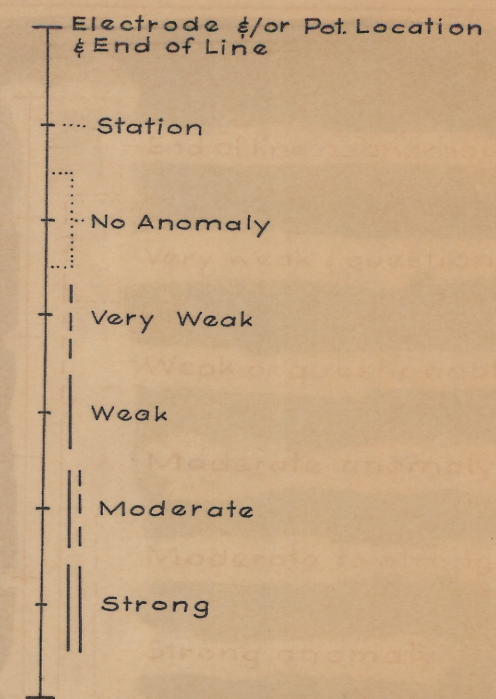 Electrode &/or Pot. Location
& End of Line
Station
No Anomaly
Very Weak
Weak
Moderate
Strong